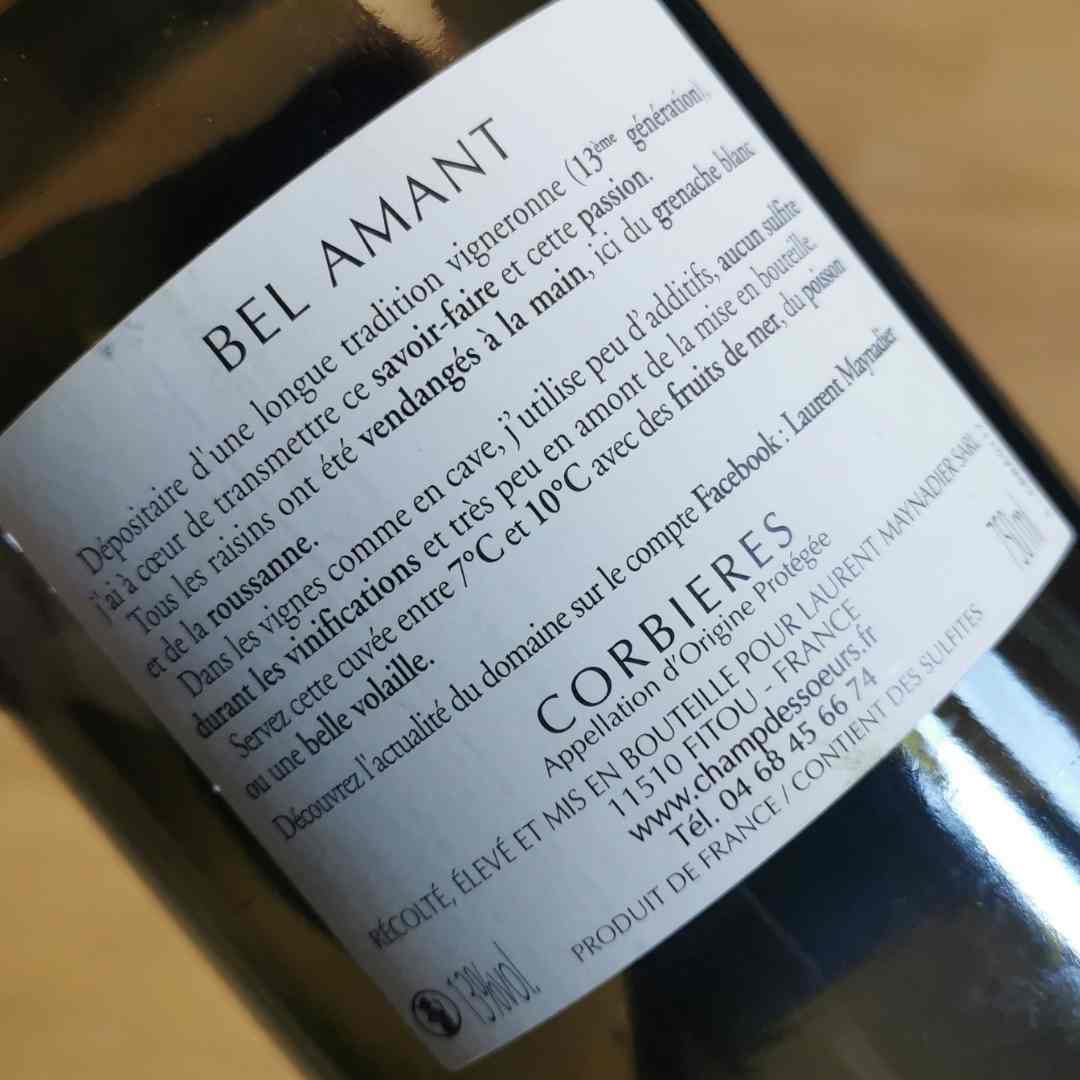 BEL AMANT
Dépositaire d'une longue tradition vigneronne (13ème génération),
j'ai à cœur de transmettre ce savoir-faire et cette passion.
Tous les raisins ont été vendangés à la main, ici du grenache blanc
et de la roussanne.
Dans les vignes comme en cave, j'utilise peu d'additifs, aucun sulfite
durant les vinifications et très peu en amont de la mise en bouteille.
Servez cette cuvée entre 7°C et 10°C avec des fruits de mer, du poisson
ou une belle volaille.
Découvrez l'actualité du domaine sur le compte Facebook : Laurent Maynadier
CORBIERES
Appellation d'Origine Protégée
RÉCOLTÉ, ÉLEVÉ ET MIS EN BOUTEILLE POUR LAURENT MAYNADIER SARL
11510 FITOU - FRANCE
www.champdessoeurs.fr
Tél. 04 68 45 66 74
13%vol.
PRODUIT DE FRANCE / CONTIENT DES SULFITES
750ml